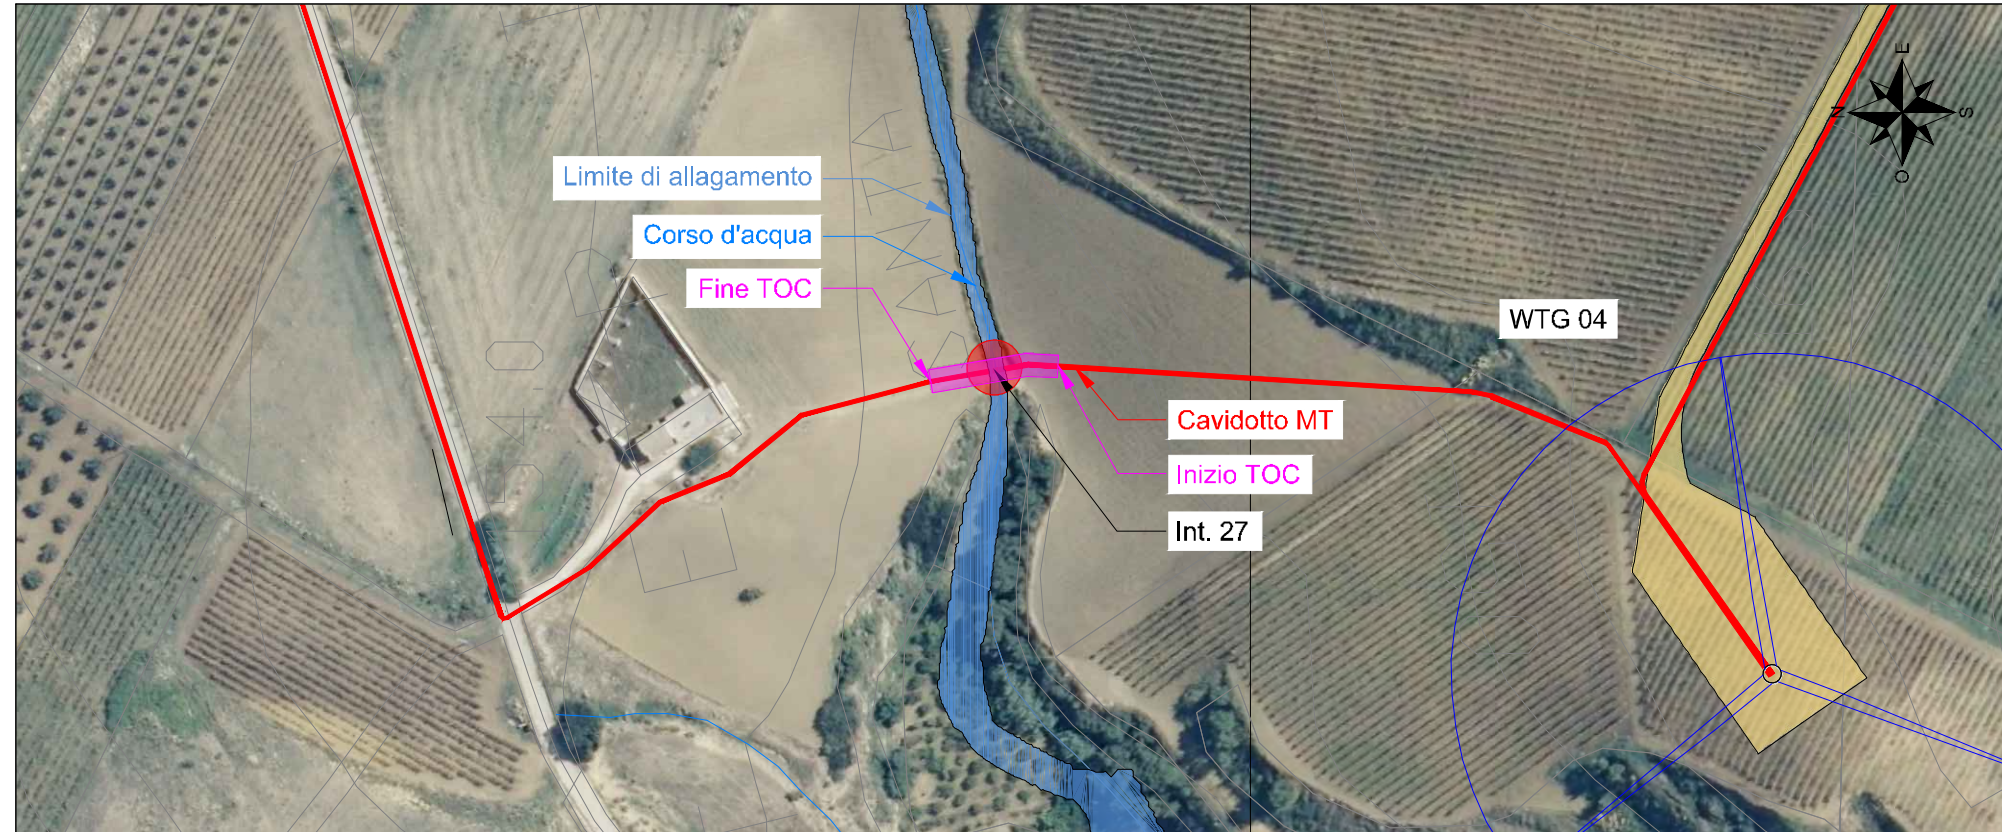 E
N
S
O
Limite di allagamento
Corso d'acqua
Fine TOC
WTG 04
Cavidotto MT
Inizio TOC
Int. 27